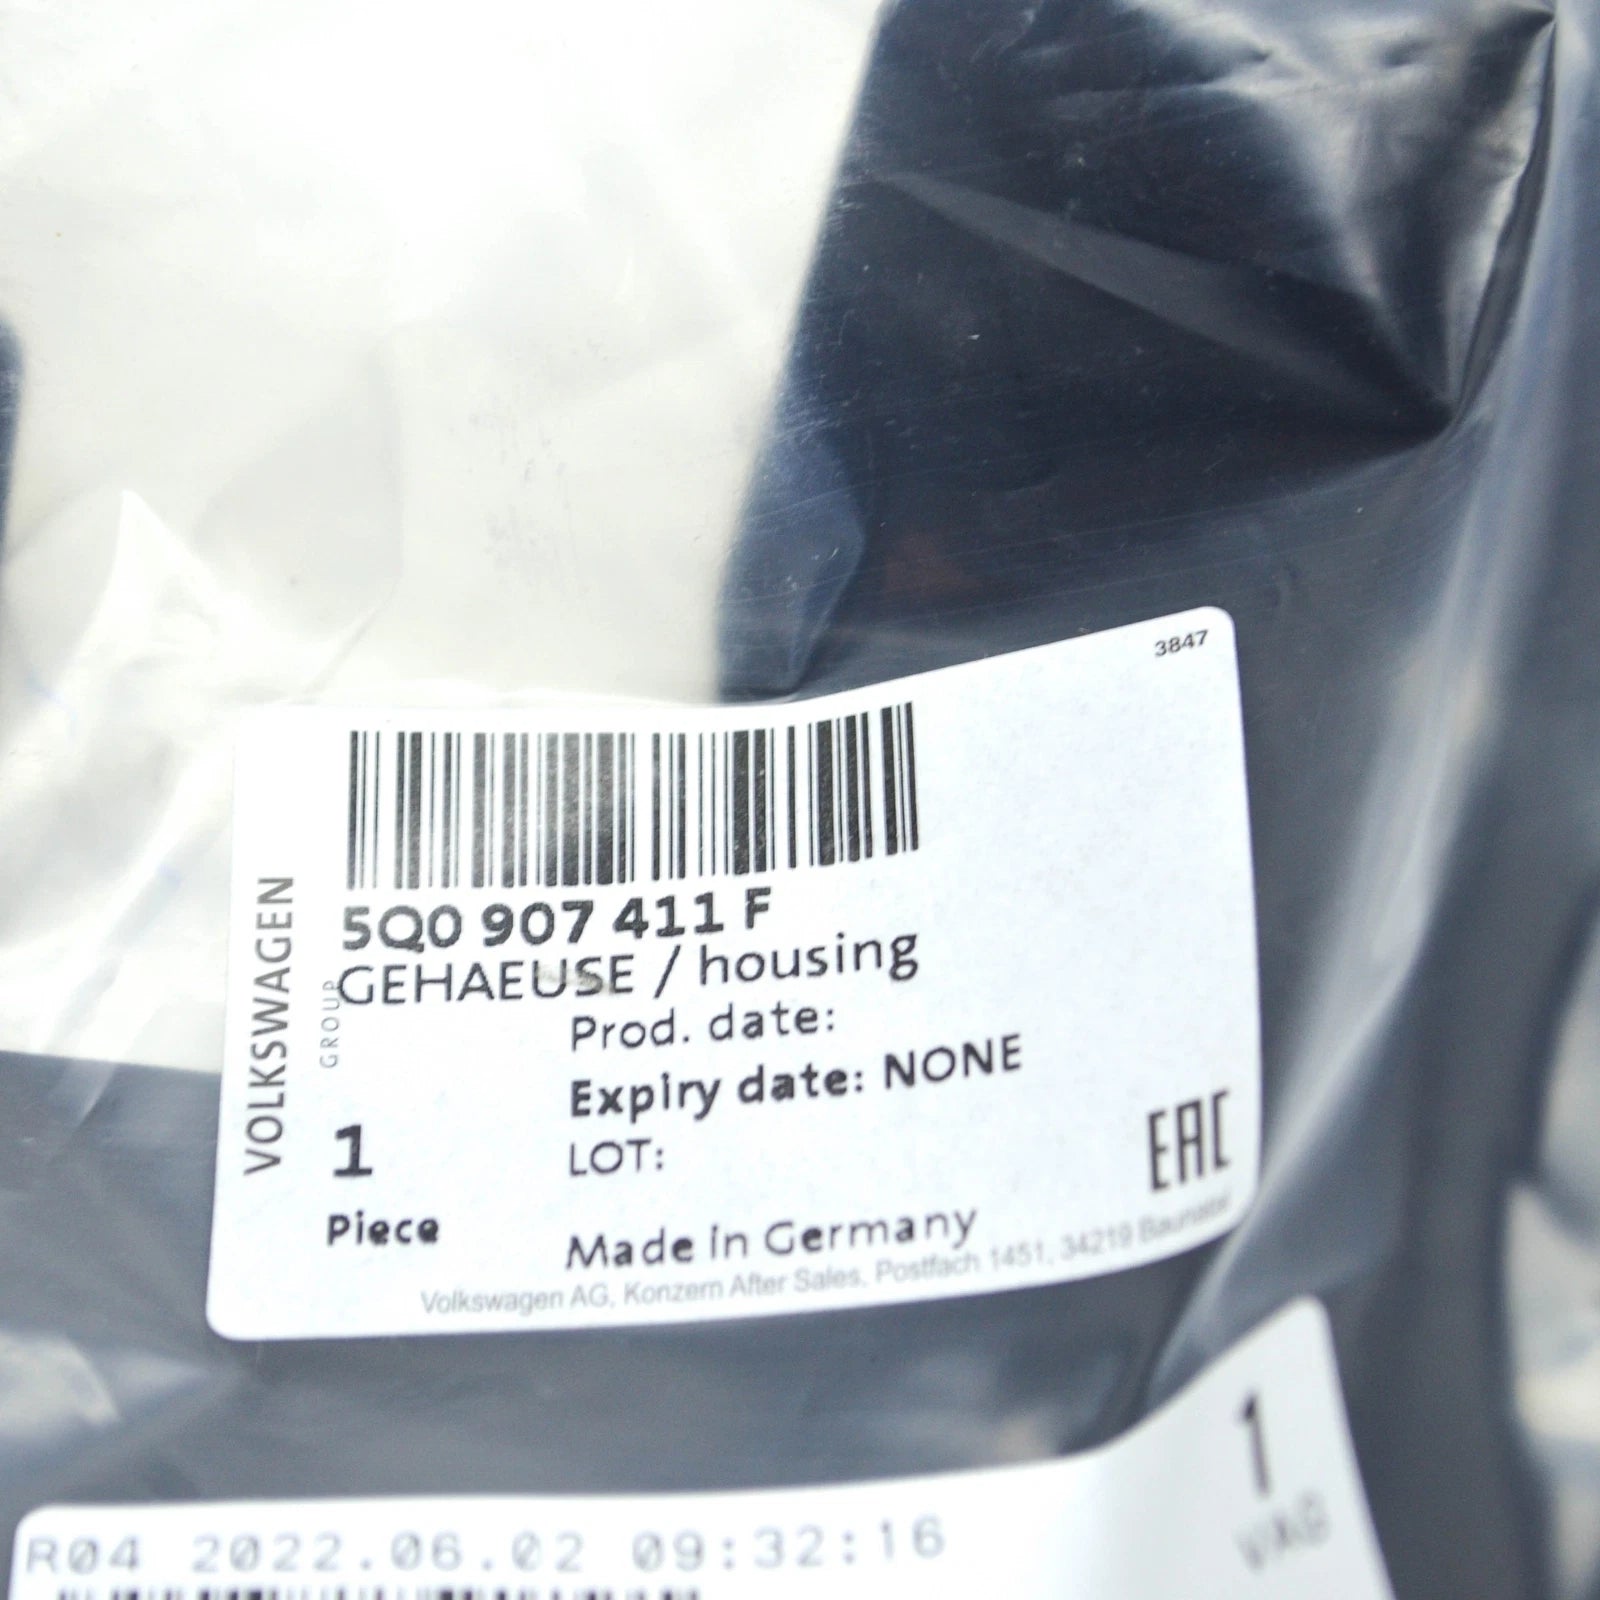 3847
5Q0 907 411 F
GEHAEUSE / housing
VOLKSWAGEN
GROUP
Prod. date:
Expiry date: NONE
1
LOT:
EAC
Piece
Made in Germany
Volkswagen AG, Konzern After Sales, Postfach 1451, 34219 Baunatal
1
VAG
R04 2022.06.02 09:32:16